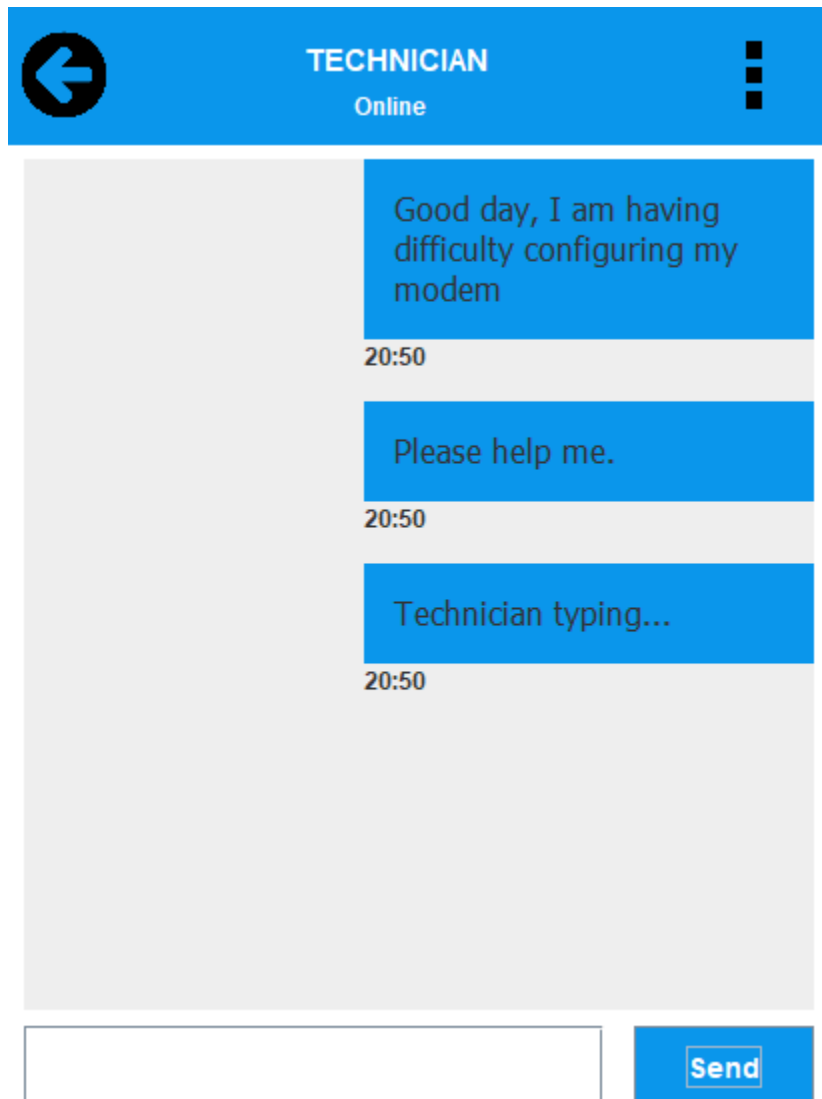 TECHNICIAN
Online
Good day, I am having
difficulty configuring my
modem
20:50
Please help me.
20:50
Technician typing...
20:50
Send